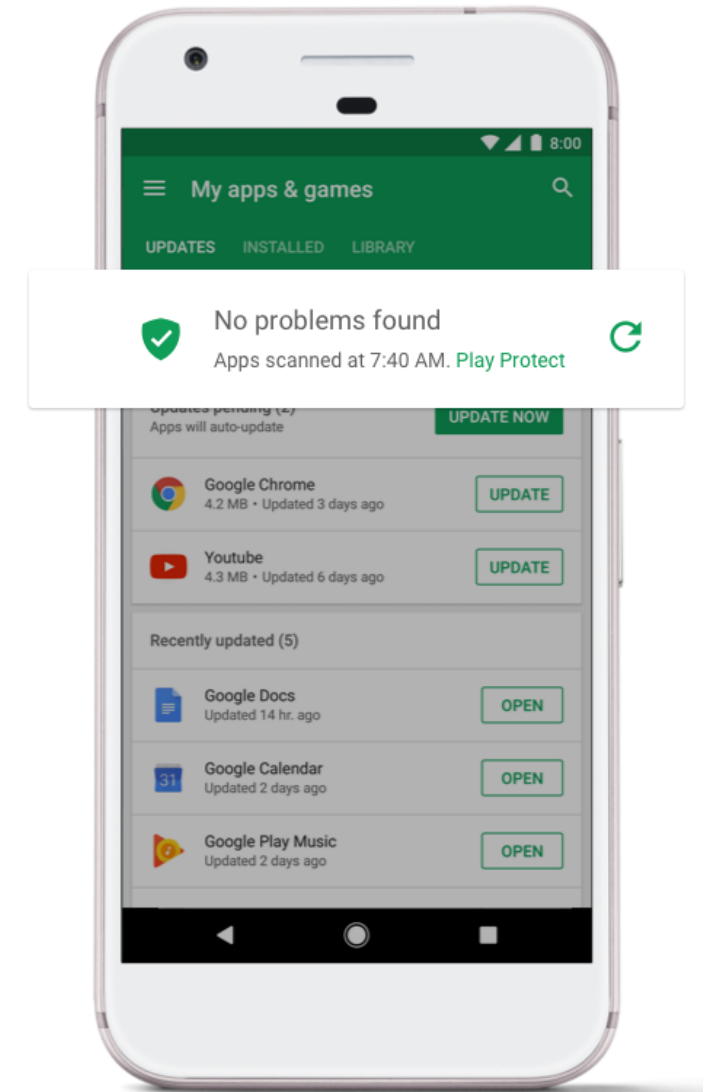 8:00
My apps & games
UPDATES INSTALLED LIBRARY
No problems found
Apps scanned at 7:40 AM. Play Protect
Updates pending (2)
Apps will auto-update
UPDATE NOW
Google Chrome
4.2 MB • Updated 3 days ago
UPDATE
Youtube
4.3 MB • Updated 6 days ago
UPDATE
Recently updated (5)
Google Docs
Updated 14 hr. ago
OPEN
31
Google Calendar
Updated 2 days ago
OPEN
Google Play Music
Updated 2 days ago
OPEN